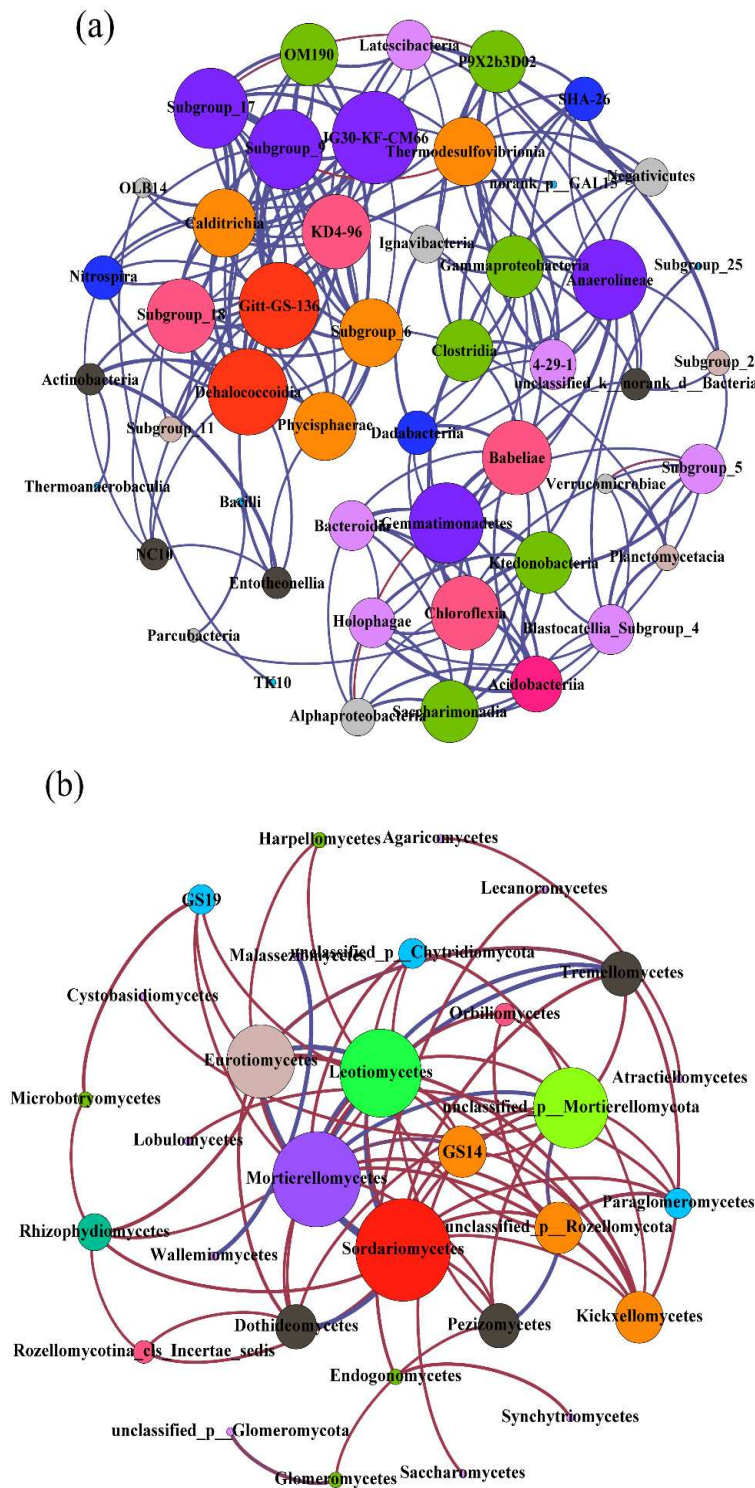 (a)
Latescibacteria
OM190
P9X2b3D02
SHA-26
Subgroup_17
JG30-KF-CM66
Subgroup_9
Thermodesulfovibrionia
Negativicutes
norank_p__GAL15
OLB14
Calditrichia
KD4-96
Ignavibacteria
Gammaproteobacteria
Subgroup_25
Nitrospira
Anaerolineae
Gitt-GS-136
Subgroup_18
Subgroup_6
Clostridia
4-29-1
Subgroup_2
unclassified_k__norank_d__Bacteria
Actinobacteria
Dehalococcoidia
Subgroup_11
Phycisphaerae
Dadabacteriia
Babeliae
Subgroup_5
Thermoanaerobaculia
Verrucomicrobiae
Bacilli
Bacteroidia
Gemmatimonadetes
NC10
Planctomycetacia
Ktedonobacteria
Entotheonellia
Chloroflexia
Holophagae
Blastocatellia_Subgroup_4
Parcubacteria
TK10
Acidobacteriia
Saccharimonadia
Alphaproteobacteria
(b)
Harpellomycetes
Agaricomycetes
Lecanoromycetes
GS19
Malasseziomycetes
unclassified_p__Chytridiomycota
Tremellomycetes
Cystobasidiomycetes
Orbiliomycetes
Eurotiomycetes
Leotiomycetes
Atractiellomycetes
Microbotryomycetes
unclassified_p__Mortierellomycota
Lobulomycetes
GS14
Mortierellomycetes
Paraglomeromycetes
Rhizophydiomycetes
unclassified_p__Rozellomycota
Wallemiomycetes
Sordariomycetes
Kickxellomycetes
Dothideomycetes
Pezizomycetes
Rozellomycotina_cls_Incertae_sedis
Endogonomycetes
Synchytriomycetes
unclassified_p__Glomeromycota
Saccharomycetes
Glomeromycetes